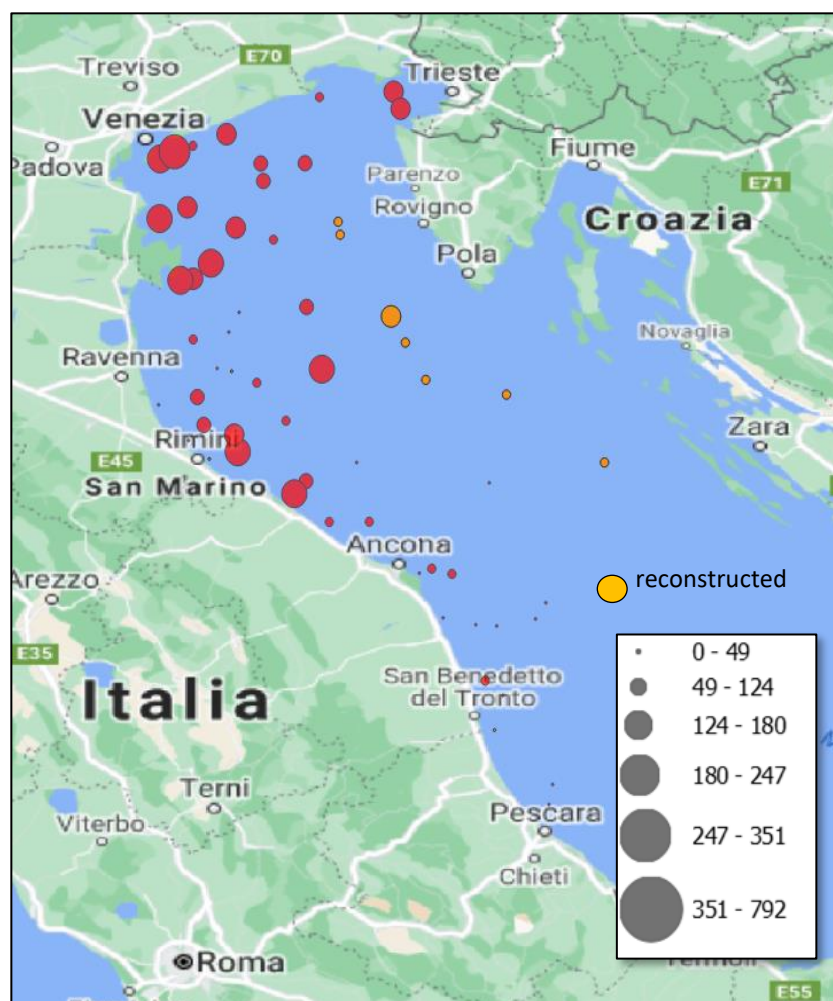 E70
Treviso
Trieste
Venezia
Padova
Fiume
Parenzo
E71
Rovigno
Croazia
Pola
Novaglia
Ravenna
Zara
Rimini
E45
San Marino
Ancona
Arezzo
reconstructed
E35
0 - 49
San Benedetto
del Tronto
49 - 124
Italia
124 - 180
180 - 247
Terni
Pescara
Viterbo
247 - 351
Chieti
351 - 792
Roma
E55